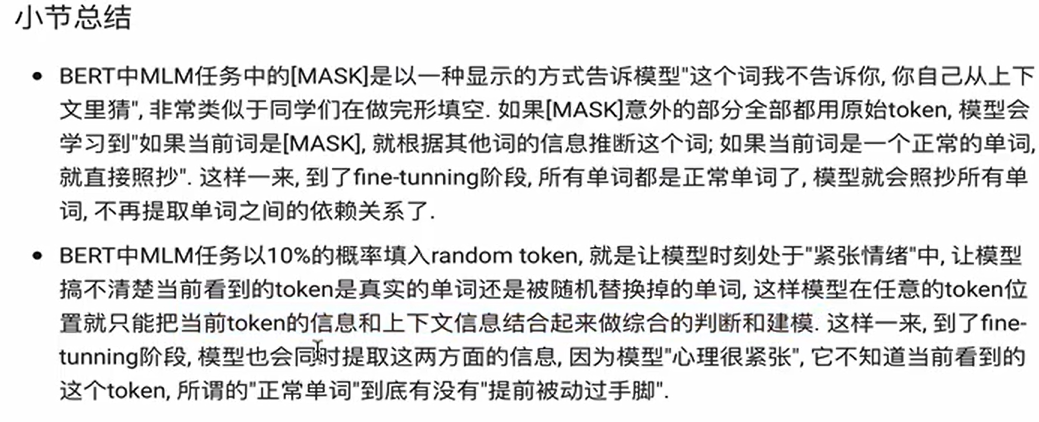 小节总结
• BERT中MLM任务中的[MASK]是以一种显示的方式告诉模型"这个词我不告诉你, 你自己从上下
文里猜", 非常类似于同学们在做完形填空. 如果[MASK]意外的部分全部都用原始token, 模型会
学习到"如果当前词是[MASK], 就根据其他词的信息推断这个词; 如果当前词是一个正常的单词,
就直接照抄". 这样一来, 到了fine-tunning阶段, 所有单词都是正常单词了, 模型就会照抄所有单
词, 不再提取单词之间的依赖关系了.
• BERT中MLM任务以10%的概率填入random token, 就是让模型时刻处于"紧张情绪"中, 让模型
搞不清楚当前看到的token是真实的单词还是被随机替换掉的单词, 这样模型在任意的token位
置就只能把当前token的信息和上下文信息结合起来做综合的判断和建模. 这样一来, 到了fine-
tunning阶段, 模型也会同时提取这两方面的信息, 因为模型"心理很紧张", 它不知道当前看到的
这个token, 所谓的"正常单词"到底有没有"提前被动过手脚".